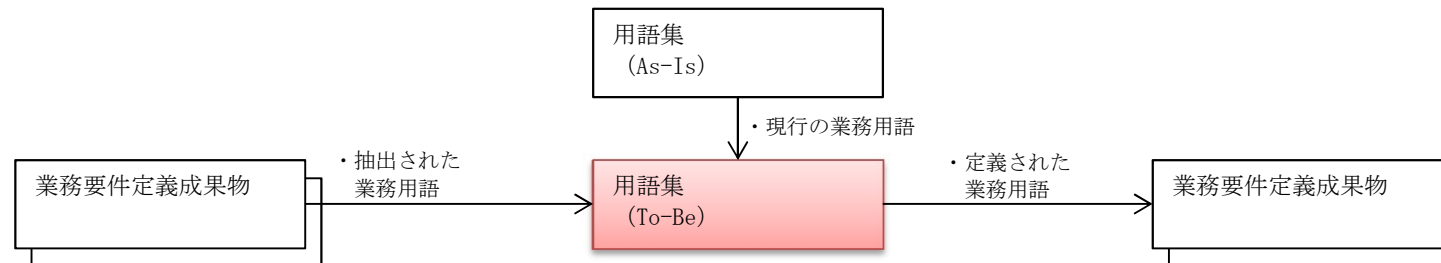 用語集
(As-Is)
・現行の業務用語
・抽出された
業務用語
・定義された
業務用語
業務要件定義成果物
用語集
(To-Be)
業務要件定義成果物